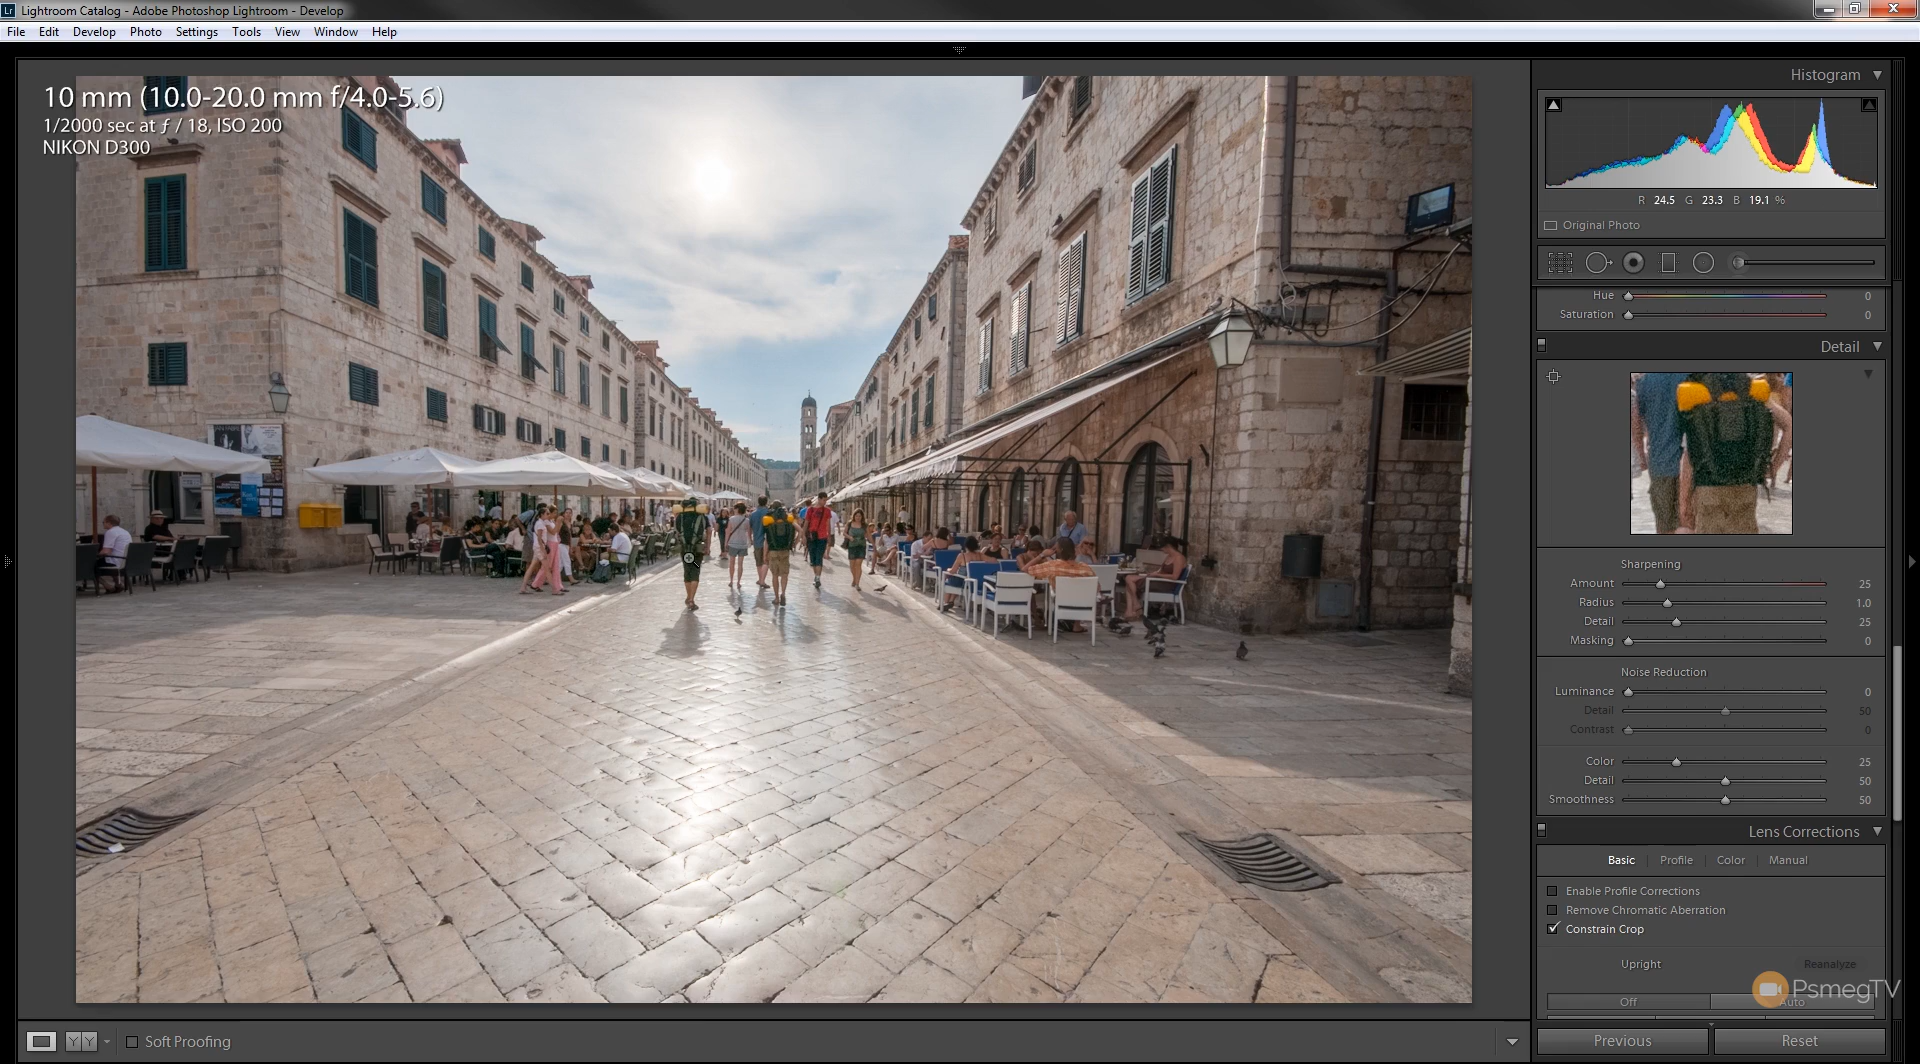 Lightroom Catalog - Adobe Photoshop Lightroom - Develop
File Edit Develop Photo Settings Tools View Window Help
10 mm (10.0-20.0 mm f/4.0-5.6)
1/2000 sec at ƒ / 18, ISO 200
NIKON D300
Histogram
R 24.5 G 23.3 B 19.1 %
Original Photo
Hue 0
Saturation 0
Detail
Sharpening
Amount 25
Radius 1.0
Detail 25
Masking 0
Noise Reduction
Luminance 0
Detail 50
Contrast 0
Color 25
Detail 50
Smoothness 50
Lens Corrections
Basic Profile Color Manual
Enable Profile Corrections
Remove Chromatic Aberration
Constrain Crop
Upright Reanalyze
PsmegTV
Off Auto
Soft Proofing
Previous Reset